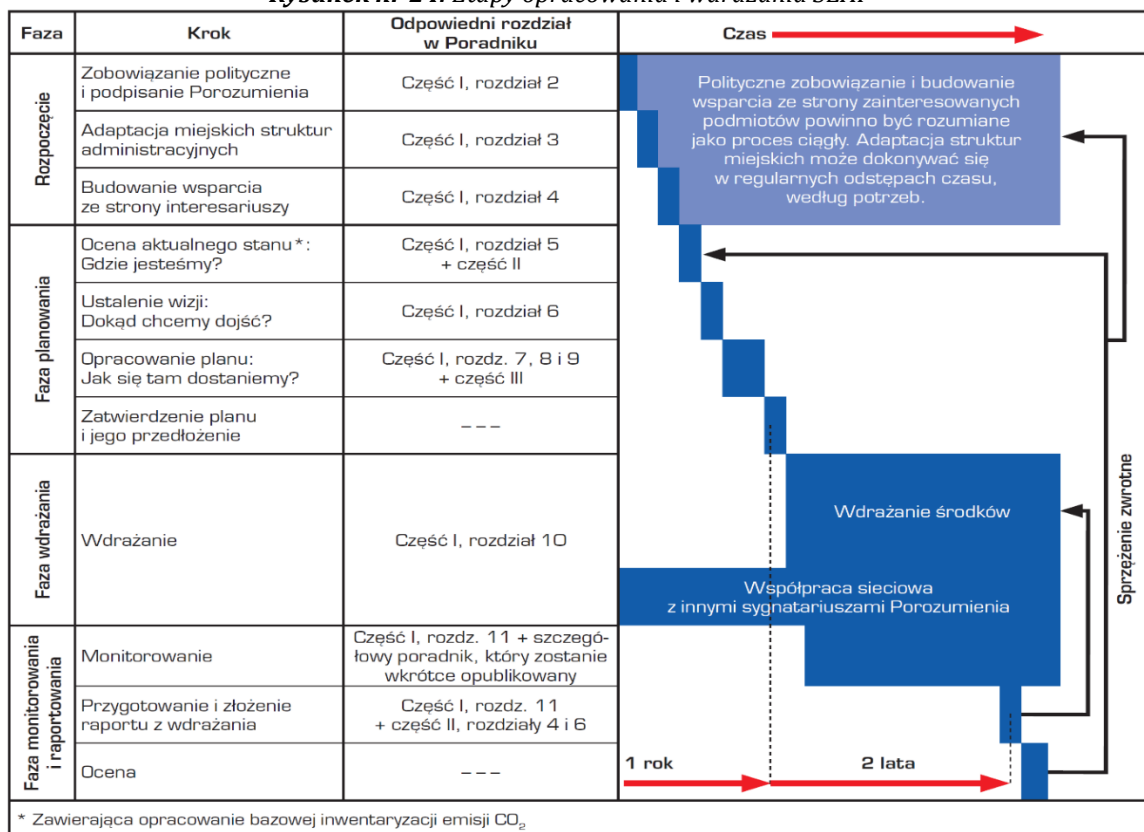 Faza
Krok
Odpowiedni rozdział
w Poradniku
Czas
Rozpoczęcie
Zobowiązanie polityczne
i podpisanie Porozumienia
Część I, rozdział 2
Adaptacja miejskich struktur
administracyjnych
Część I, rozdział 3
Budowanie wsparcia
ze strony interesariuszy
Część I, rozdział 4
Polityczne zobowiązanie i budowanie
wsparcia ze strony zainteresowanych
podmiotów powinno być rozumiane
jako proces ciągły. Adaptacja struktur
miejskich może dokonywać się
w regularnych odstępach czasu,
według potrzeb.
Faza planowania
Ocena aktualnego stanu*:
Gdzie jesteśmy?
Część I, rozdział 5
+ część II
Ustalenie wizji:
Dokąd chcemy dojść?
Część I, rozdział 6
Opracowanie planu:
Jak się tam dostaniemy?
Część I, rozdz. 7, 8 i 9
+ część III
Zatwierdzenie planu
i jego przedłożenie
– – –
Faza wdrażania
Wdrażanie
Część I, rozdział 10
Wdrażanie środków
Współpraca sieciowa
z innymi sygnatariuszami Porozumienia
Sprzężenie zwrotne
Faza monitorowania
i raportowania
Monitorowanie
Część I, rozdz. 11 + szczegó-
łowy poradnik, który zostanie
wkrótce opublikowany
Przygotowanie i złożenie
raportu z wdrażania
Część I, rozdz. 11
+ część II, rozdziały 4 i 6
Ocena
– – –
1 rok
2 lata
* Zawierająca opracowanie bazowej inwentaryzacji emisji CO₂